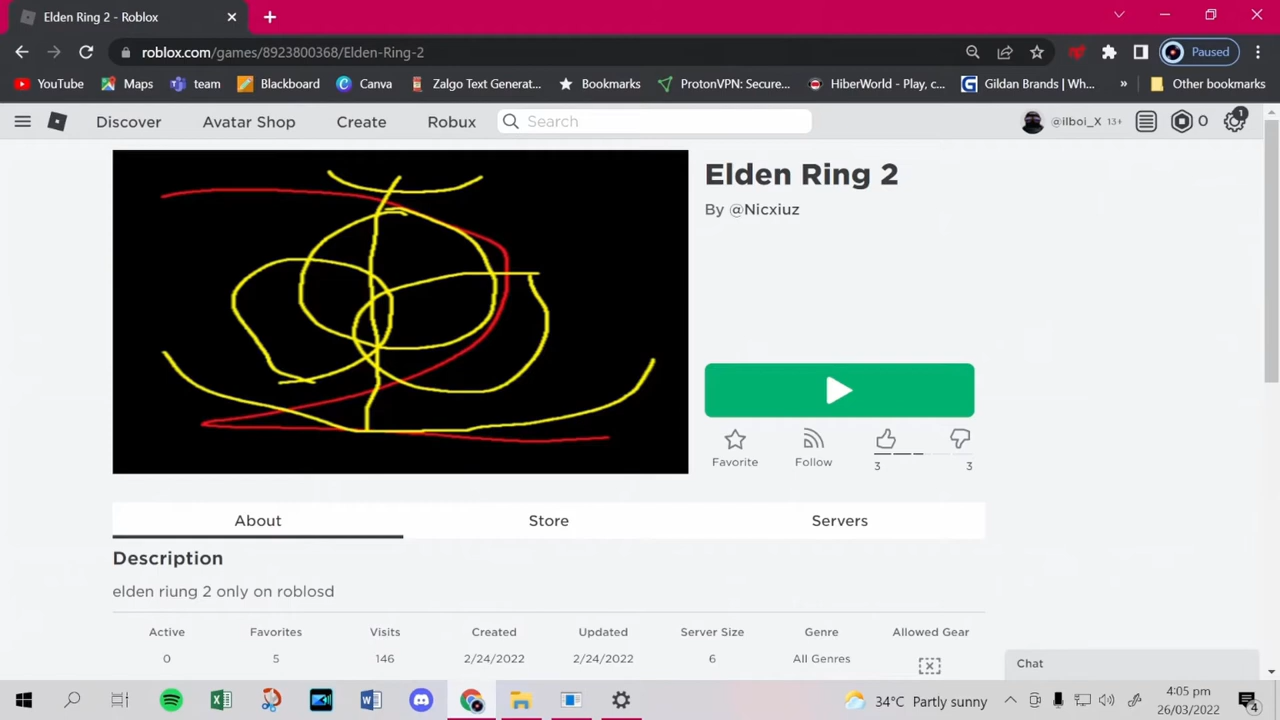 Elden Ring 2 - Roblox
roblox.com/games/8923800368/Elden-Ring-2
Paused
YouTube Maps team Blackboard Canva Zalgo Text Generat... Bookmarks ProtonVPN: Secure... HiberWorld - Play, c... Gildan Brands | Wh... » Other bookmarks
Discover Avatar Shop Create Robux Search @ilboi_X 13+ 0 1
Elden Ring 2
By @Nicxiuz
Favorite Follow 3 3
About Store Servers
Description
elden riung 2 only on roblosd
Active Favorites Visits Created Updated Server Size Genre Allowed Gear
0 5 146 2/24/2022 2/24/2022 6 All Genres
Chat
34°C Partly sunny 4:05 pm
26/03/2022 4